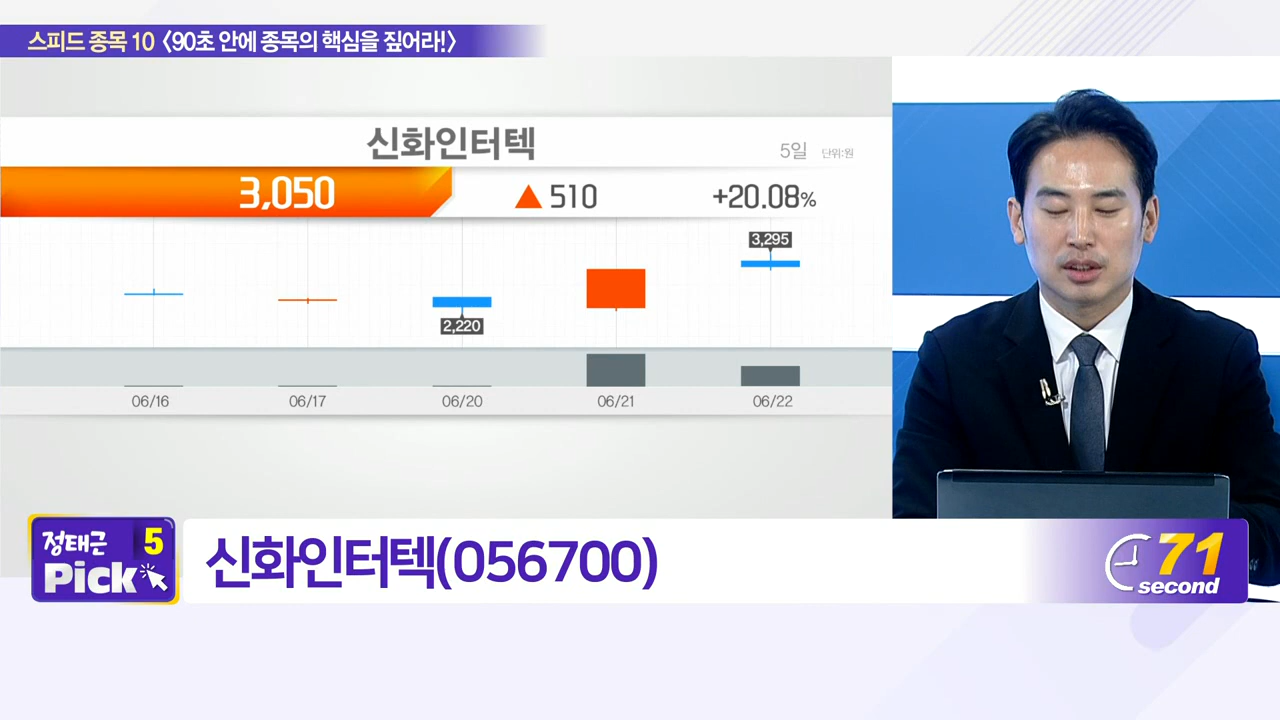 스피드 종목 10 <90초 안에 종목의 핵심을 짚어라!>
신화인터텍
5일 단위:원
3,050 ▲ 510 +20.08%
3,295
2,220
06/16 06/17 06/20 06/21 06/22
정태근 5
Pick
신화인터텍(056700)
71
second